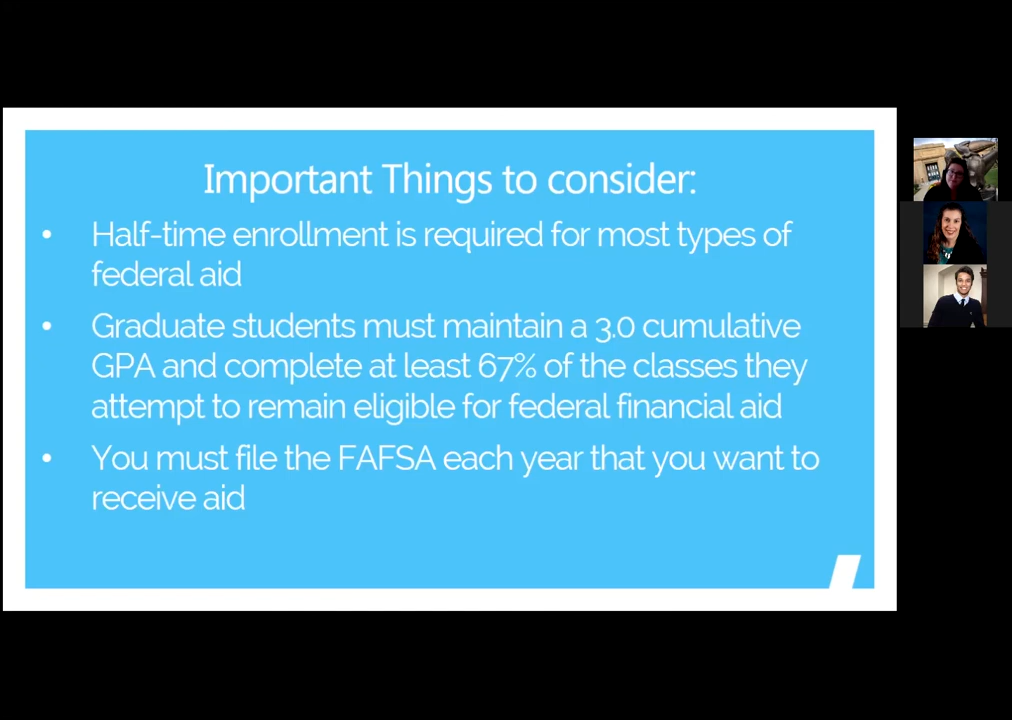 Important Things to consider:
• Half-time enrollment is required for most types of
federal aid
• Graduate students must maintain a 3.0 cumulative
GPA and complete at least 67% of the classes they
attempt to remain eligible for federal financial aid
• You must file the FAFSA each year that you want to
receive aid